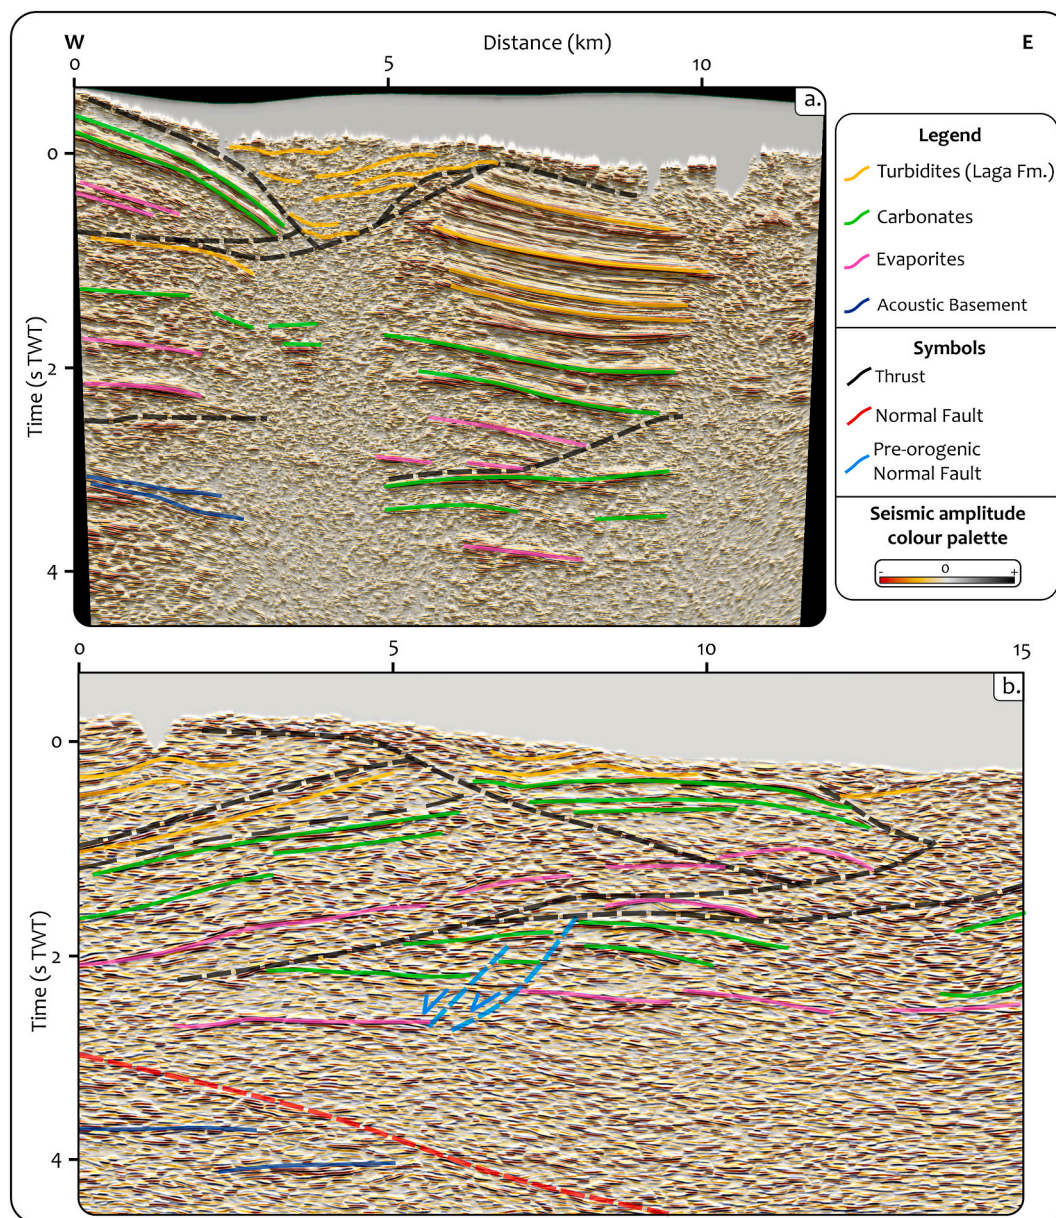 W
Distance (km)
E
0
5
10
a.
0
2
4
Time (s TWT)
Legend
Turbidites (Laga Fm.)
Carbonates
Evaporites
Acoustic Basement
Symbols
Thrust
Normal Fault
Pre-orogenic
Normal Fault
Seismic amplitude
colour palette
- 0 +
0
5
10
15
b.
0
2
4
Time (s TWT)